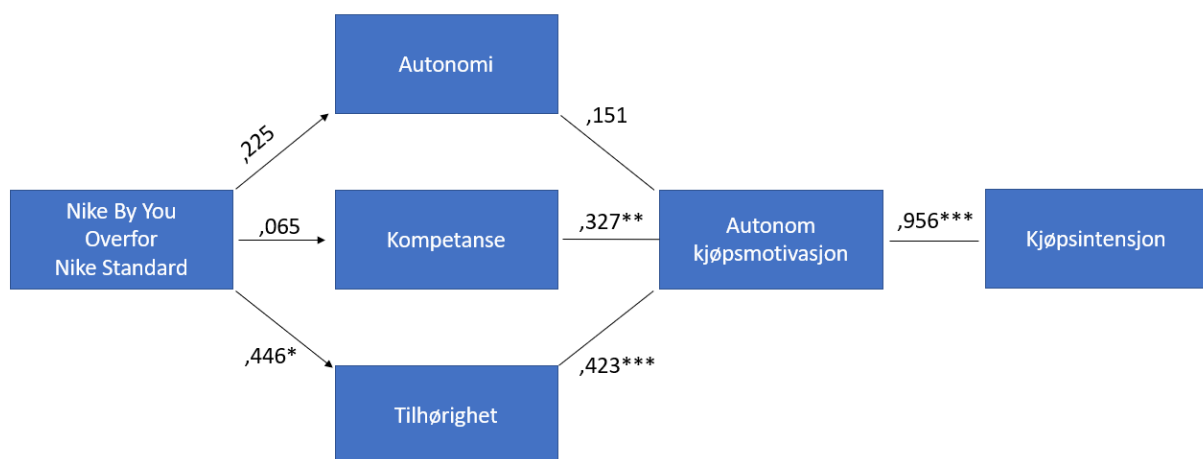 Autonomi
,225
,151
Nike By You
Overfor
Nike Standard
,065
Kompetanse
,327**
Autonom
kjøpsmotivasjon
,956***
Kjøpsintensjon
,446*
,423***
Tilhørighet